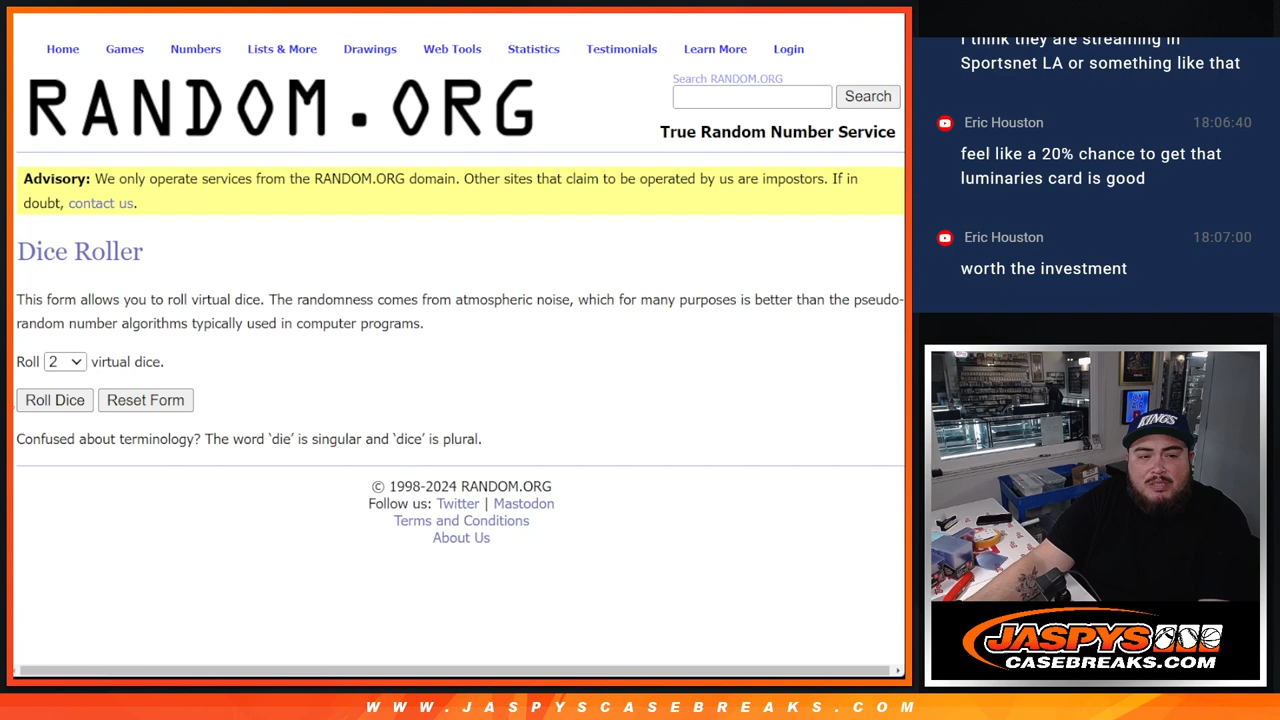 Home Games Numbers Lists & More Drawings Web Tools Statistics Testimonials Learn More Login
RANDOM.ORG
Search RANDOM.ORG
Search
True Random Number Service
Advisory: We only operate services from the RANDOM.ORG domain. Other sites that claim to be operated by us are impostors. If in
doubt, contact us.
Dice Roller
This form allows you to roll virtual dice. The randomness comes from atmospheric noise, which for many purposes is better than the pseudo-
random number algorithms typically used in computer programs.
Roll 2 virtual dice.
Roll Dice Reset Form
Confused about terminology? The word ‘die’ is singular and ‘dice’ is plural.
© 1998-2024 RANDOM.ORG
Follow us: Twitter | Mastodon
Terms and Conditions
About Us
I think they are streaming in
Sportsnet LA or something like that
Eric Houston 18:06:40
feel like a 20% chance to get that
luminaries card is good
Eric Houston 18:07:00
worth the investment
ON AIR
KINGS
JASPYS
CASEBREAKS.COM
WWW.JASPYSCASEBREAKS.COM